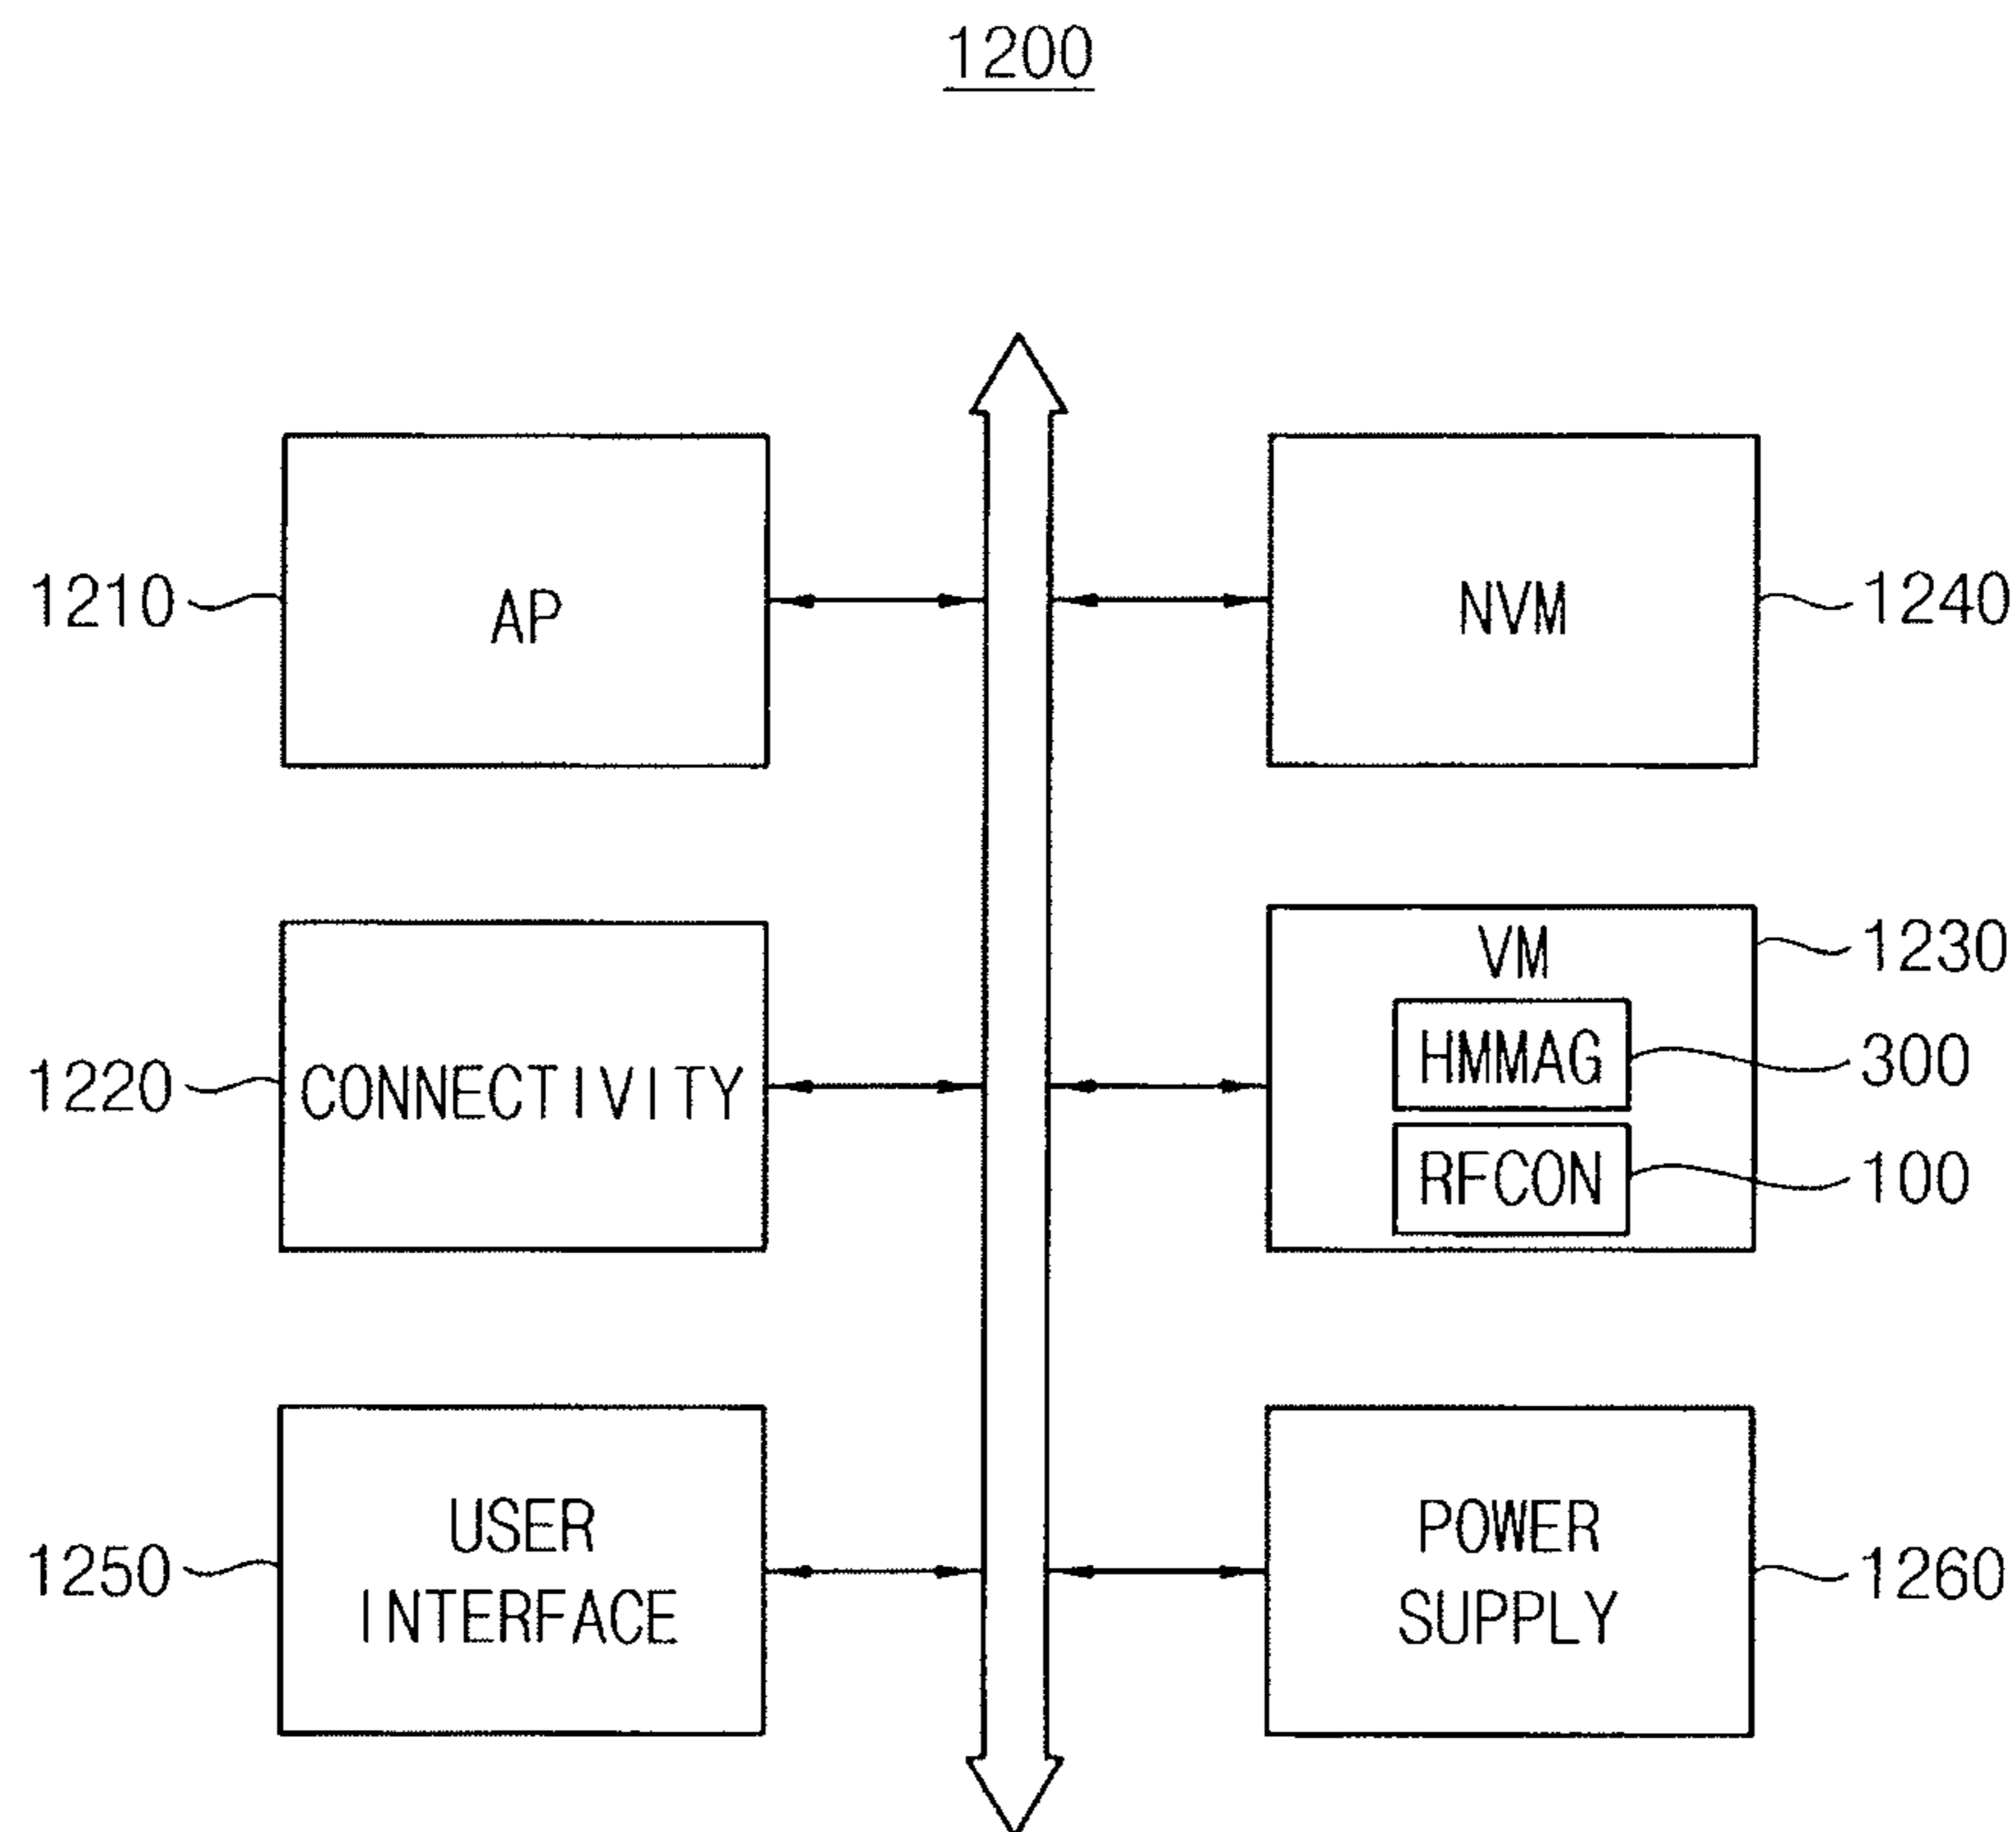 1200
1210
AP
NVM
1240
1220
CONNECTIVITY
VM
1230
HMMAG
300
RFCON
100
1250
USER
INTERFACE
POWER
SUPPLY
1260